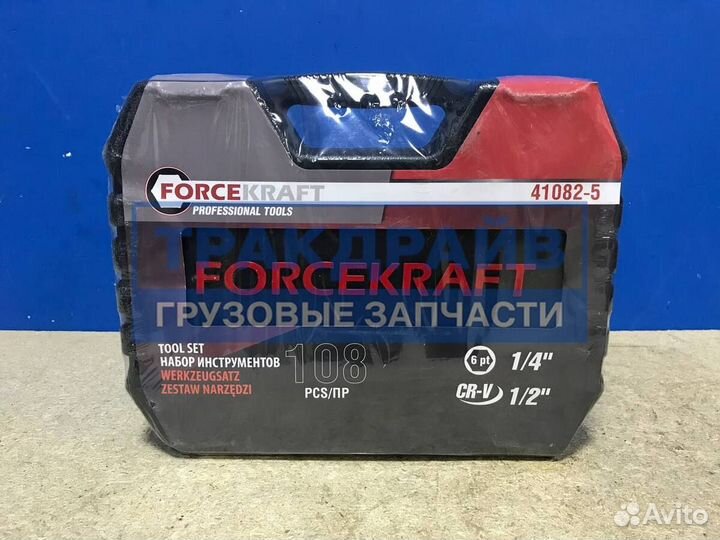 FORCEKRAFT
PROFESSIONAL TOOLS
41082-5
ТРАКДРАЙВ
FORCEKRAFT
ГРУЗОВЫЕ ЗАПЧАСТИ
TOOL SET
НАБОР ИНСТРУМЕНТОВ
WERKZEUGSATZ
ZESTAW NARZĘDZI
108
PCS/ПР
6 pt
1/4"
CR-V
1/2"
Avito